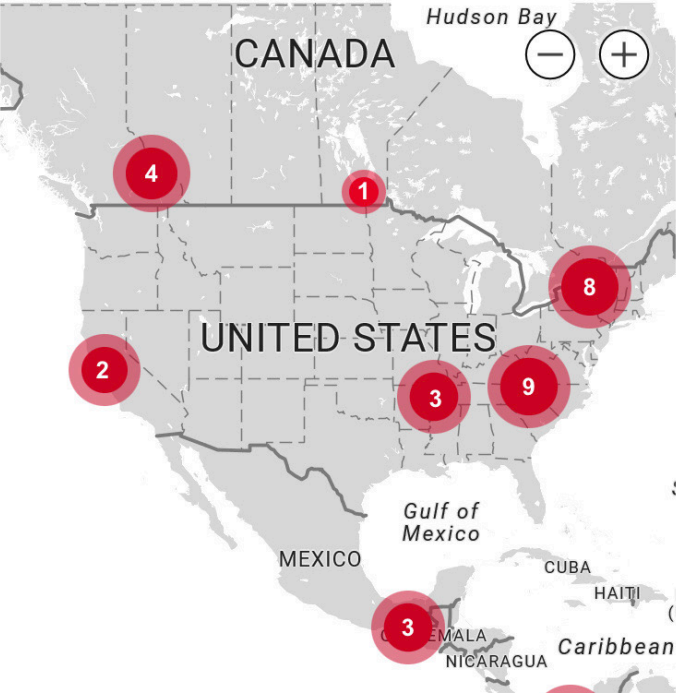 Hudson Bay
CANADA
−
+
4
1
8
UNITED STATES
2
3
9
Gulf of
Mexico
MEXICO
CUBA
HAITI
3
EMALA
Caribbean
NICARAGUA